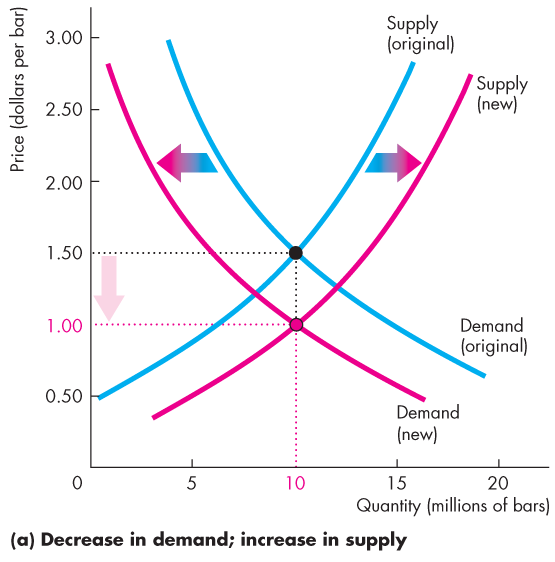 Price (dollars per bar)
3.00
2.50
2.00
1.50
1.00
0.50
0
5
10
15
20
Quantity (millions of bars)
Supply
(original)
Supply
(new)
Demand
(original)
Demand
(new)
(a) Decrease in demand; increase in supply